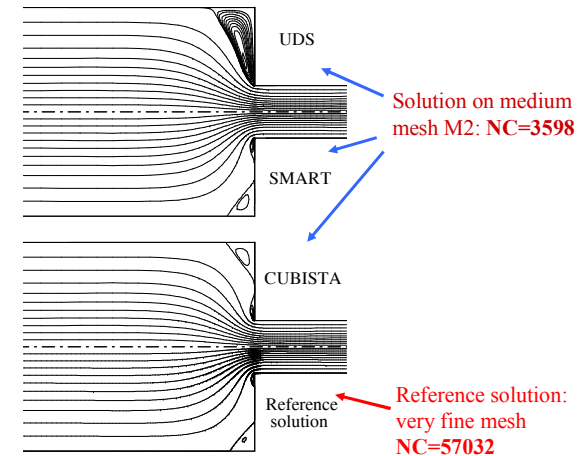 UDS
Solution on medium
mesh M2: NC=3598
SMART
CUBISTA
Reference
solution
Reference solution:
very fine mesh
NC=57032